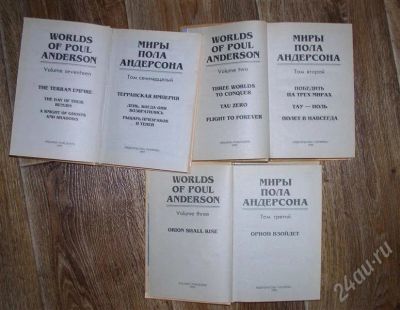 WORLDS
OF POUL
ANDERSON
Volume seventeen
THE TERRAN EMPIRE
THE DAY OF THEIR
RETURN
A KNIGHT OF GHOSTS
AND SHADOWS
МИРЫ
ПОЛА
АНДЕРСОНА
Том семнадцатый
ТЕРРАНСКАЯ ИМПЕРИЯ
ДЕНЬ, КОГДА ОНИ
ВОЗВРАТИЛИСЬ
РЫЦАРЬ ПРИЗРАКОВ
И ТЕНЕЙ
WORLDS
OF POUL
ANDERSON
Volume two
THREE WORLDS
TO CONQUER
TAU ZERO
FLIGHT TO FOREVER
МИРЫ
ПОЛА
АНДЕРСОНА
Том второй
ПОБЕДИТЬ
НА ТРЕХ МИРАХ
ТАУ — НОЛЬ
ПОЛЕТ В НАВСЕГДА
WORLDS
OF POUL
ANDERSON
Volume three
ORION SHALL RISE
МИРЫ
ПОЛА
АНДЕРСОНА
Том третий
ОРИОН ВЗОЙДЕТ
24au.ru